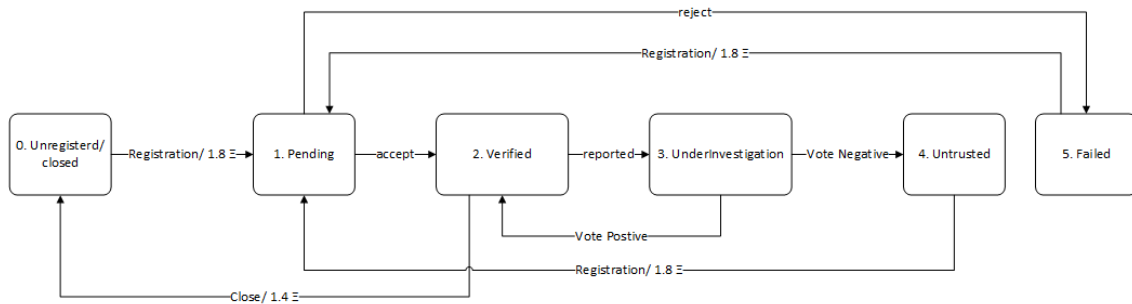 reject
Registration/ 1.8 Ξ
0. Unregisterd/
closed
Registration/ 1.8 Ξ
1. Pending
accept
2. Verified
reported
3. UnderInvestigation
Vote Negative
4. Untrusted
5. Failed
Vote Postive
Registration/ 1.8 Ξ
Close/ 1.4 Ξ